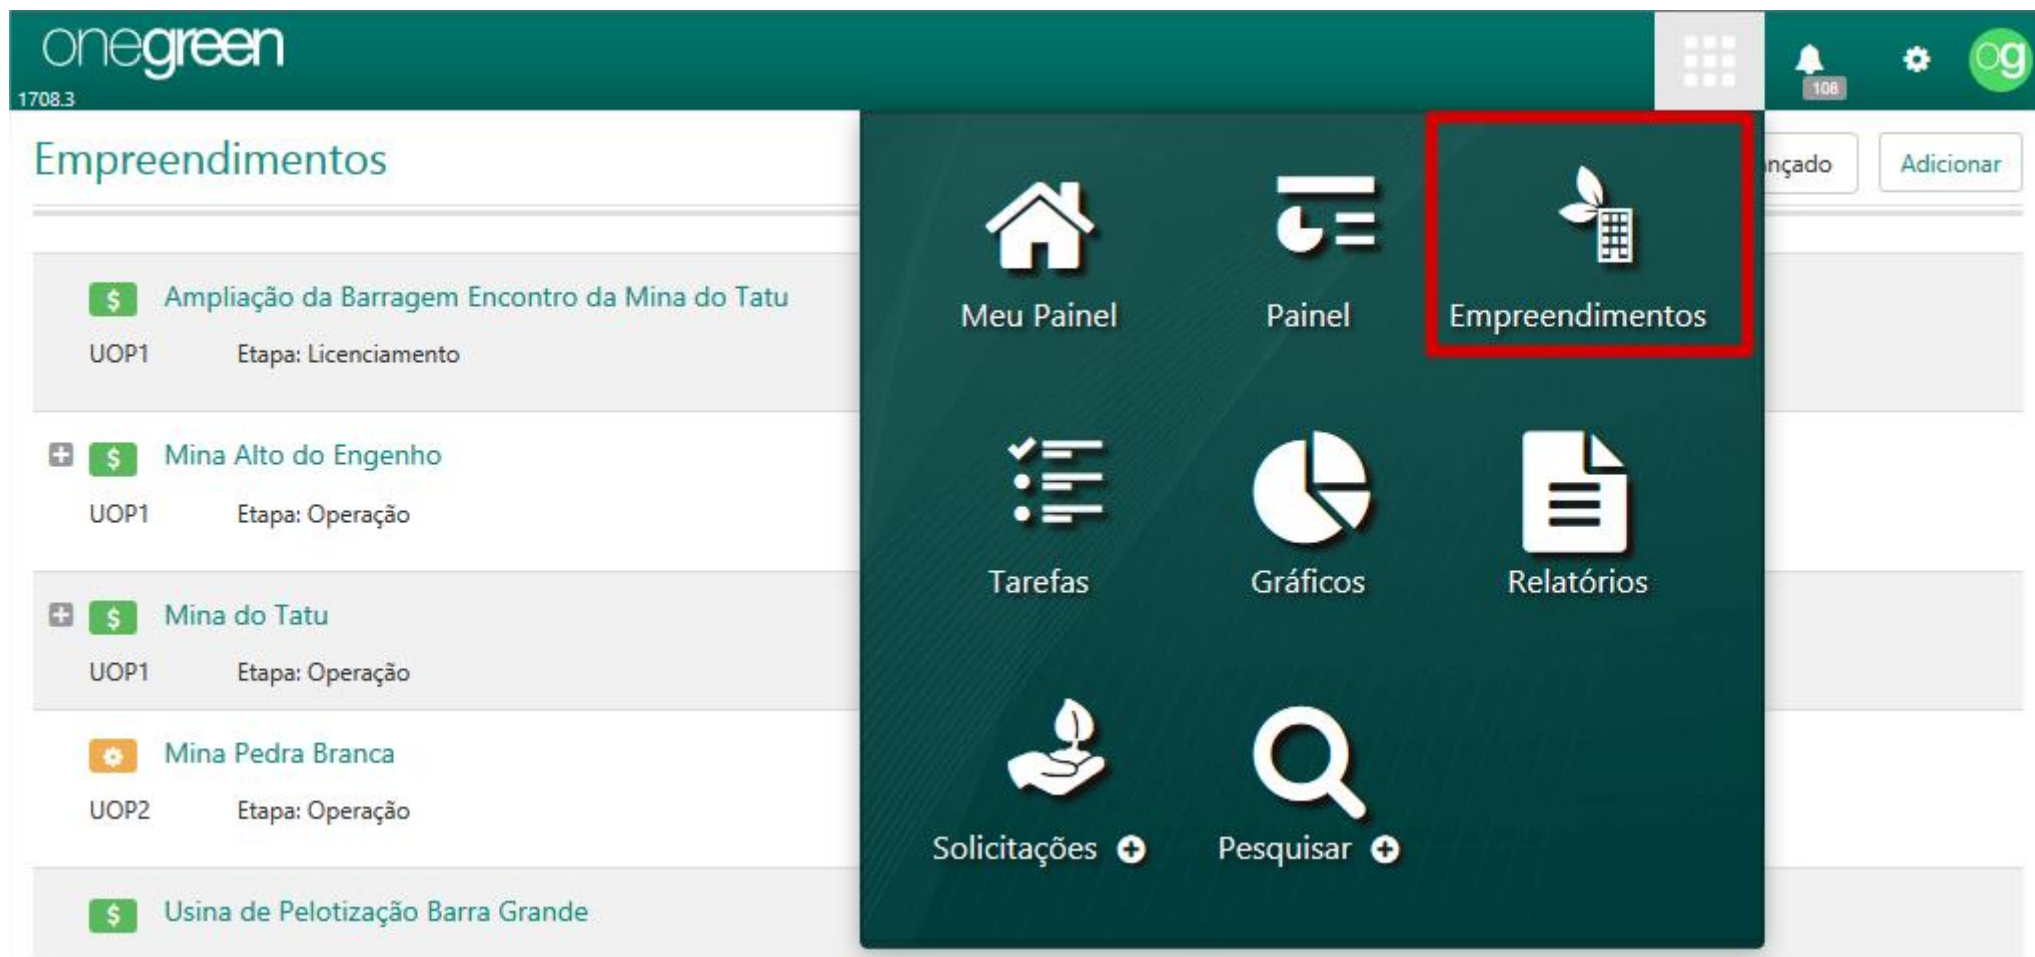 onegreen
1708.3
108
og
Empreendimentos
nçado
Adicionar
$ Ampliação da Barragem Encontro da Mina do Tatu
UOP1 Etapa: Licenciamento
$ Mina Alto do Engenho
UOP1 Etapa: Operação
$ Mina do Tatu
UOP1 Etapa: Operação
Mina Pedra Branca
UOP2 Etapa: Operação
$ Usina de Pelotização Barra Grande
Meu Painel
Painel
Empreendimentos
Tarefas
Gráficos
Relatórios
Solicitações
Pesquisar